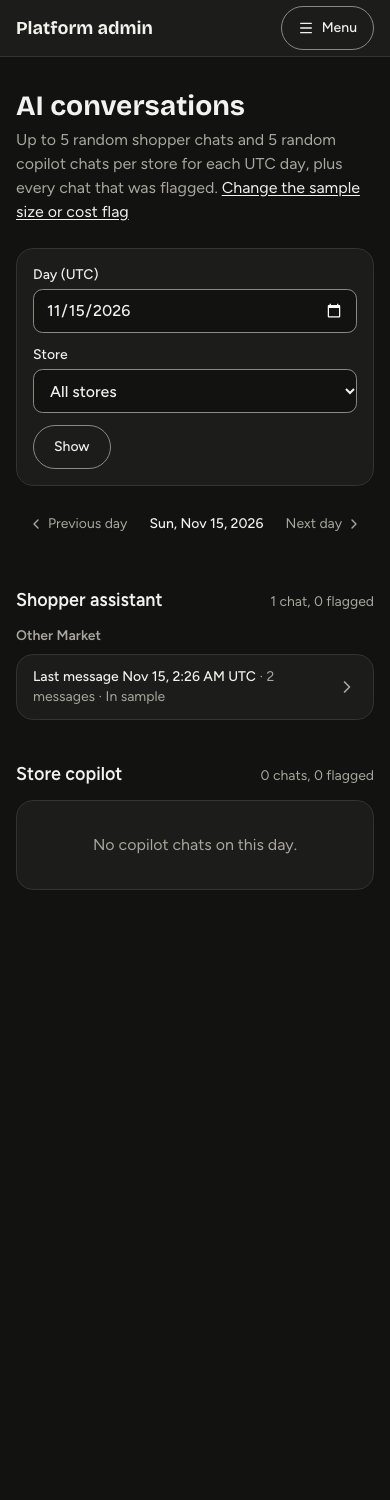 Platform admin
Menu
AI conversations
Up to 5 random shopper chats and 5 random
copilot chats per store for each UTC day, plus
every chat that was flagged. Change the sample
size or cost flag
Day (UTC)
11/15/2026
Store
All stores
Show
Previous day
Sun, Nov 15, 2026
Next day
Shopper assistant
1 chat, 0 flagged
Other Market
Last message Nov 15, 2:26 AM UTC · 2
messages · In sample
Store copilot
0 chats, 0 flagged
No copilot chats on this day.